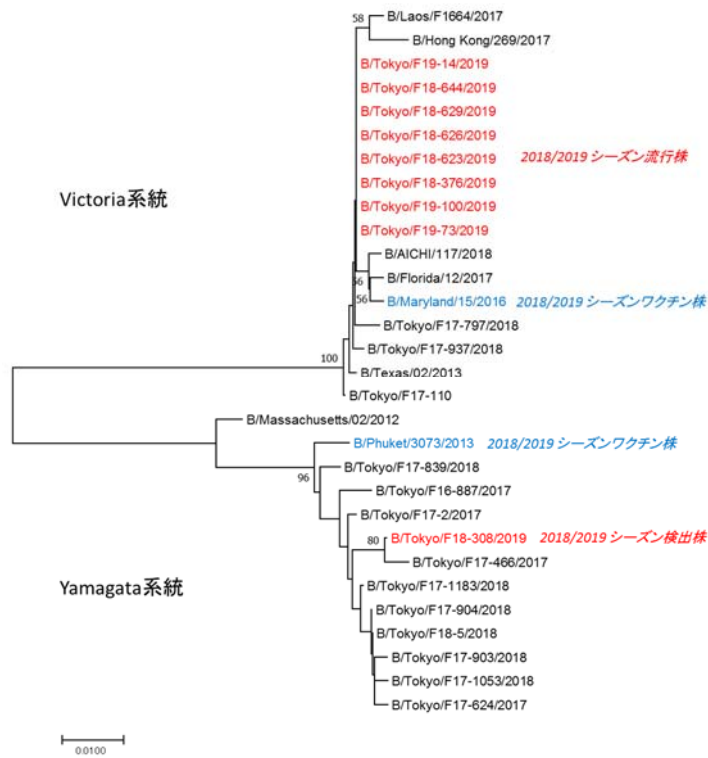 58
B/Laos/F1664/2017
B/Hong Kong/269/2017
B/Tokyo/F19-14/2019
B/Tokyo/F18-644/2019
B/Tokyo/F18-629/2019
B/Tokyo/F18-626/2019
B/Tokyo/F18-623/2019 2018/2019 シーズン流行株
B/Tokyo/F18-376/2019
Victoria系統
B/Tokyo/F19-100/2019
B/Tokyo/F19-73/2019
B/AICHI/117/2018
56
B/Florida/12/2017
56
B/Maryland/15/2016 2018/2019 シーズンワクチン株
B/Tokyo/F17-797/2018
B/Tokyo/F17-937/2018
100
B/Texas/02/2013
B/Tokyo/F17-110
B/Massachusetts/02/2012
B/Phuket/3073/2013 2018/2019 シーズンワクチン株
96
B/Tokyo/F17-839/2018
B/Tokyo/F16-887/2017
B/Tokyo/F17-2/2017
80
B/Tokyo/F18-308/2019 2018/2019 シーズン検出株
B/Tokyo/F17-466/2017
Yamagata系統
B/Tokyo/F17-1183/2018
B/Tokyo/F17-904/2018
B/Tokyo/F18-5/2018
B/Tokyo/F17-903/2018
B/Tokyo/F17-1053/2018
B/Tokyo/F17-624/2017
0.0100